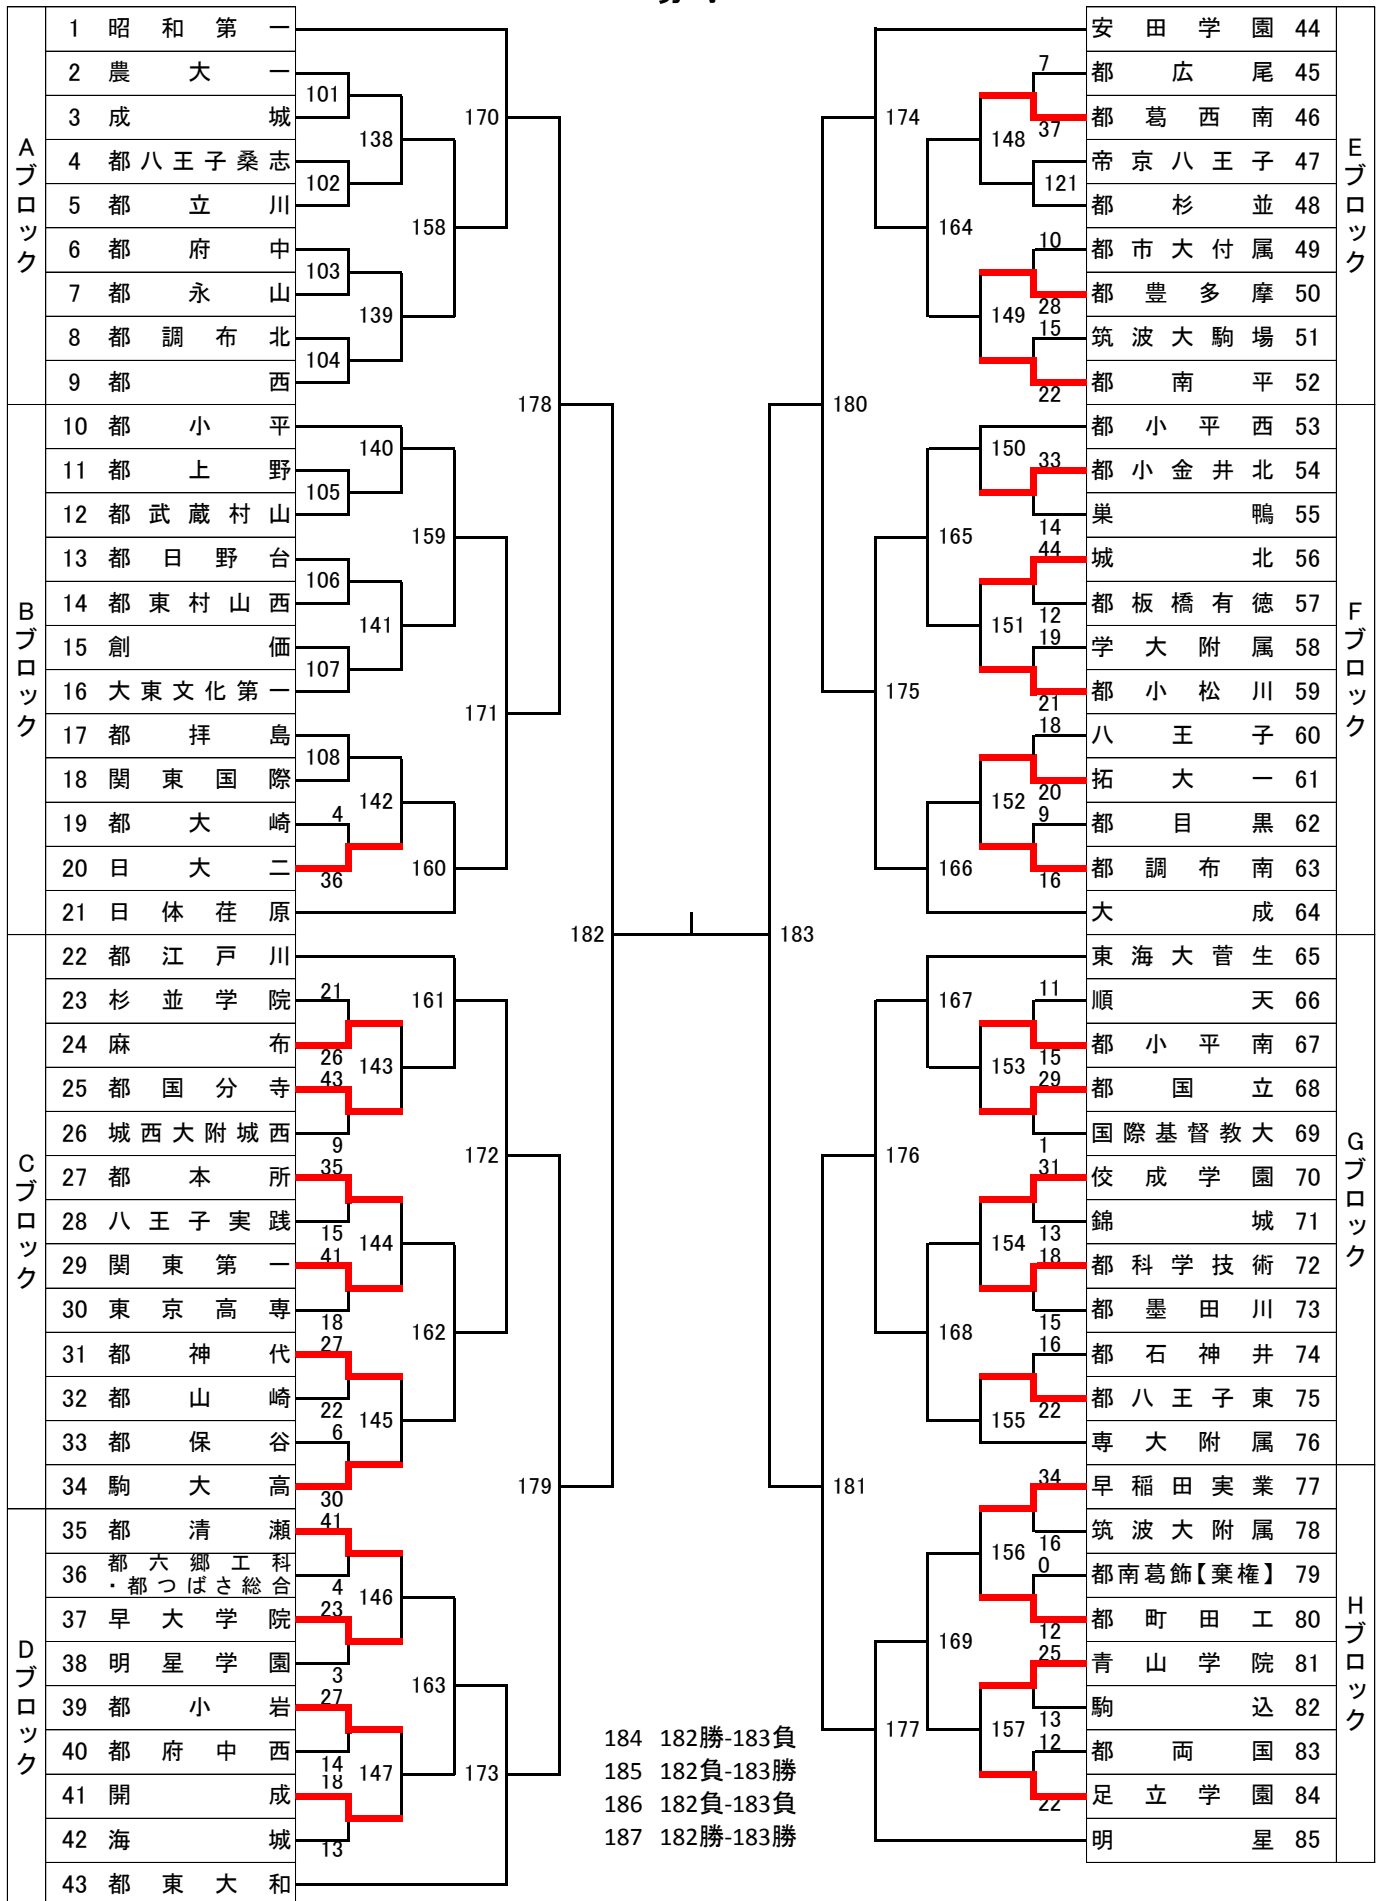 Aブロック
1 昭和第一
2 農大一
3 成城
4 都八王子桑志
5 都立川
6 都府中
7 都永山
8 都調布北
9 都西
Bブロック
10 都小平
11 都上野
12 都武蔵村山
13 都日野台
14 都東村山西
15 創価
16 大東文化第一
17 都拝島
18 関東国際
19 都大崎 4
20 日大二 36
21 日体荏原
Cブロック
22 都江戸川
23 杉並学院 21
24 麻布 26
25 都国分寺 43
26 城西大附城西 9
27 都本所 35
28 八王子実践 15
29 関東第一 41
30 東京高専 18
31 都神代 27
32 都山崎 22
33 都保谷 6
34 駒大高 30
Dブロック
35 都清瀬 41
36 都六郷工科・都つばさ総合 4
37 早大学院 23
38 明星学園 3
39 都小岩 27
40 都府中西 14
41 開成 18
42 海城 13
43 都東大和
101
102
103
104
105
106
107
108
138
139
140
141
142
143
144
145
146
147
158
159
160
161
162
163
170
171
172
173
178
179
182
183
180
181
174
175
176
177
164
165
166
167
168
169
148
149
150
151
152
153
154
155
156
157
121
Eブロック
安田学園 44
7 都広尾 45
37 都葛西南 46
帝京八王子 47
都杉並 48
10 都市大付属 49
28 都豊多摩 50
15 筑波大駒場 51
22 都南平 52
Fブロック
都小平西 53
33 都小金井北 54
14 巣鴨 55
44 城北 56
12 都板橋有徳 57
19 学大附属 58
21 都小松川 59
18 八王子 60
20 拓大一 61
9 都目黒 62
16 都調布南 63
大成 64
Gブロック
東海大菅生 65
11 順天 66
15 都小平南 67
29 都国立 68
1 国際基督教大 69
31 佼成学園 70
13 錦城 71
18 都科学技術 72
15 都墨田川 73
16 都石神井 74
22 都八王子東 75
専大附属 76
Hブロック
34 早稲田実業 77
16 筑波大附属 78
0 都南葛飾【棄権】 79
12 都町田工 80
25 青山学院 81
13 駒込 82
12 都両国 83
22 足立学園 84
明星 85
184 182勝-183負
185 182負-183勝
186 182負-183負
187 182勝-183勝